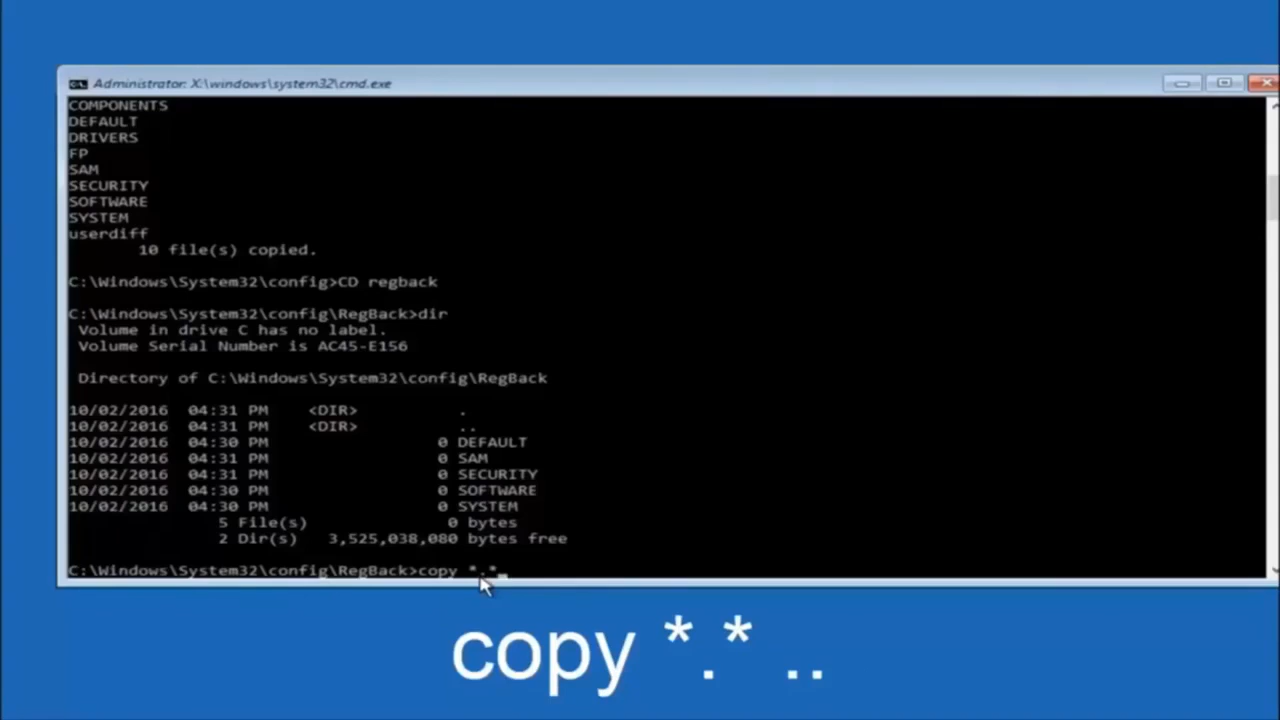 Administrator: X:\windows\system32\cmd.exe
COMPONENTS
DEFAULT
DRIVERS
FP
SAM
SECURITY
SOFTWARE
SYSTEM
userdiff
10 file(s) copied.
C:\Windows\System32\config>CD regback
C:\Windows\System32\config\RegBack>dir
Volume in drive C has no label.
Volume Serial Number is AC45-E156
Directory of C:\Windows\System32\config\RegBack
10/02/2016 04:31 PM <DIR> .
10/02/2016 04:31 PM <DIR> ..
10/02/2016 04:30 PM 0 DEFAULT
10/02/2016 04:31 PM 0 SAM
10/02/2016 04:31 PM 0 SECURITY
10/02/2016 04:30 PM 0 SOFTWARE
10/02/2016 04:30 PM 0 SYSTEM
5 File(s) 0 bytes
2 Dir(s) 3,525,038,080 bytes free
C:\Windows\System32\config\RegBack>copy *.*_
copy *.* ..